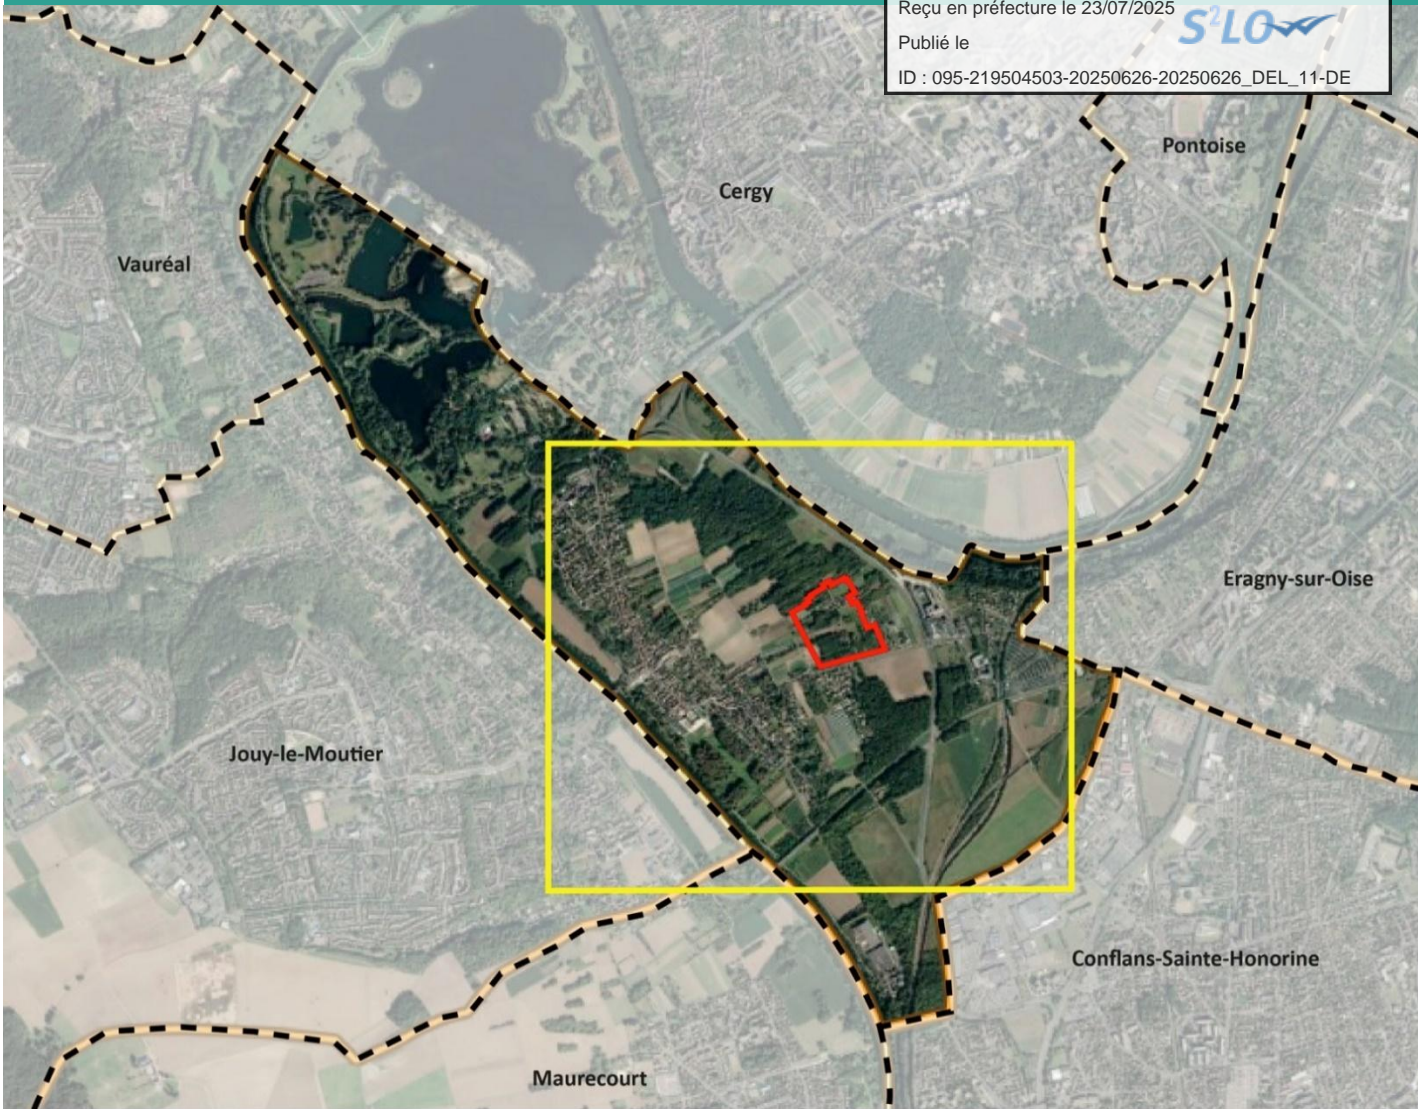 Reçu en préfecture le 23/07/2025
S²LOW
Publié le
ID : 095-219504503-20250626-20250626_DEL_11-DE
Pontoise
Cergy
Vauréal
Eragny-sur-Oise
Jouy-le-Moutier
Conflans-Sainte-Honorine
Maurecourt